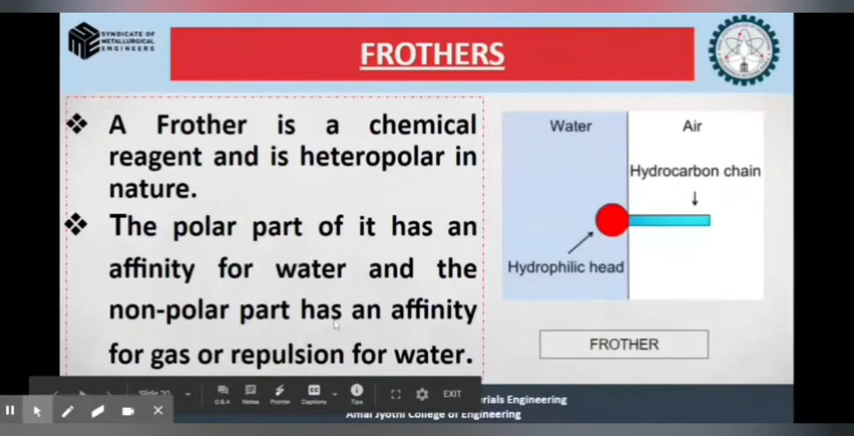 SYNDICATE OF
METALLURGICAL
ENGINEERS
FROTHERS
A Frother is a chemical
reagent and is heteropolar in
nature.
The polar part of it has an
affinity for water and the
non-polar part has an affinity
for gas or repulsion for water.
Water
Air
Hydrocarbon chain
Hydrophilic head
FROTHER
Slide 20
Q&A
Notes
Pointer
Captions
Tips
EXIT
erials Engineering
Amal Jyothi College of Engineering